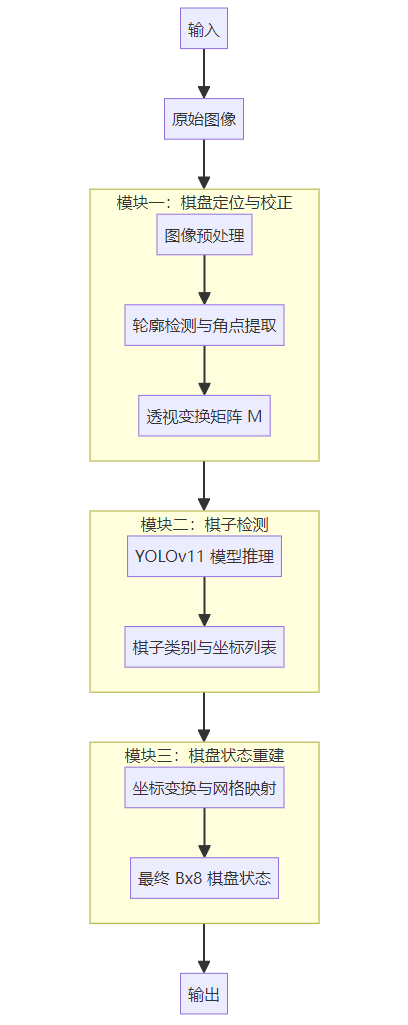 输入
原始图像
模块一：棋盘定位与校正
图像预处理
轮廓检测与角点提取
透视变换矩阵 M
模块二：棋子检测
YOLOv11 模型推理
棋子类别与坐标列表
模块三：棋盘状态重建
坐标变换与网格映射
最终 Bx8 棋盘状态
输出